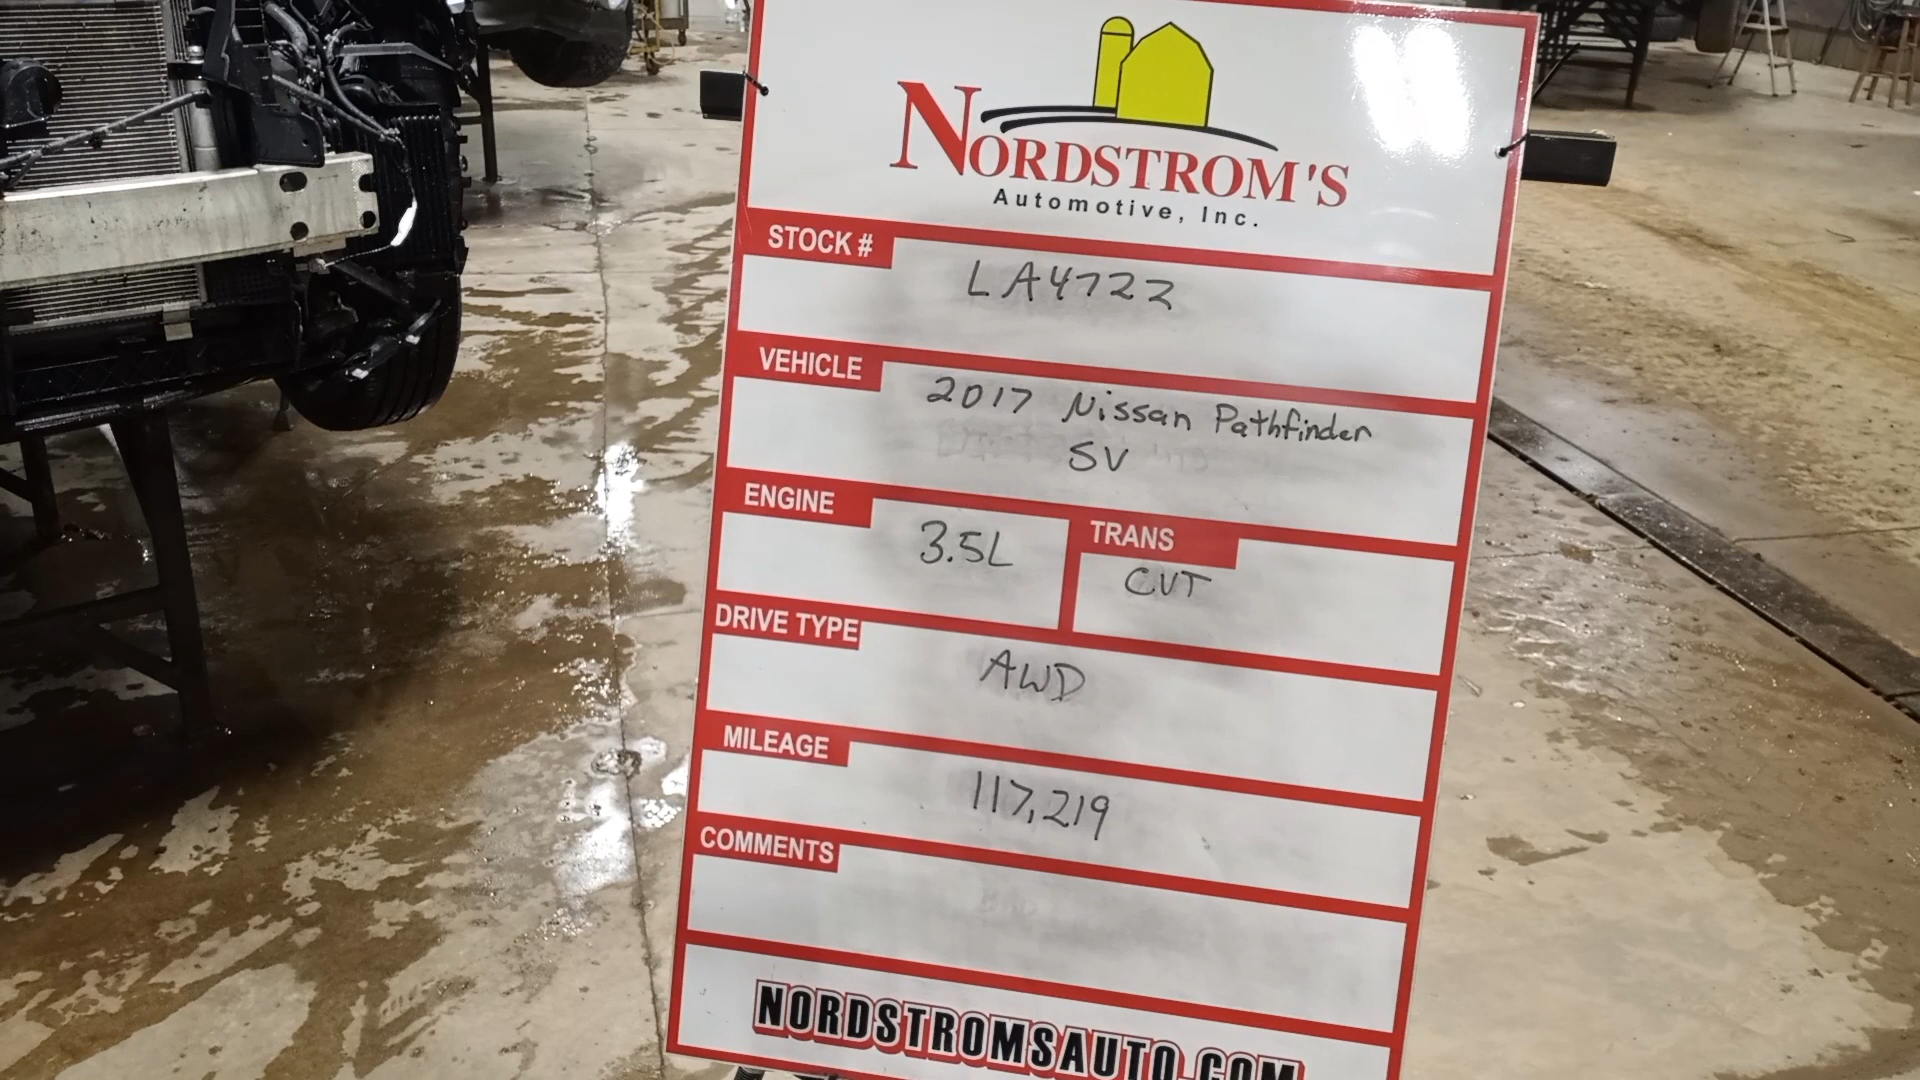 NORDSTROM'S
Automotive, Inc.
STOCK #
LA4722
VEHICLE
2017 Nissan Pathfinder
SV
ENGINE
3.5L
TRANS
CVT
DRIVE TYPE
AWD
MILEAGE
117,219
COMMENTS
NORDSTROMSAUTO.COM